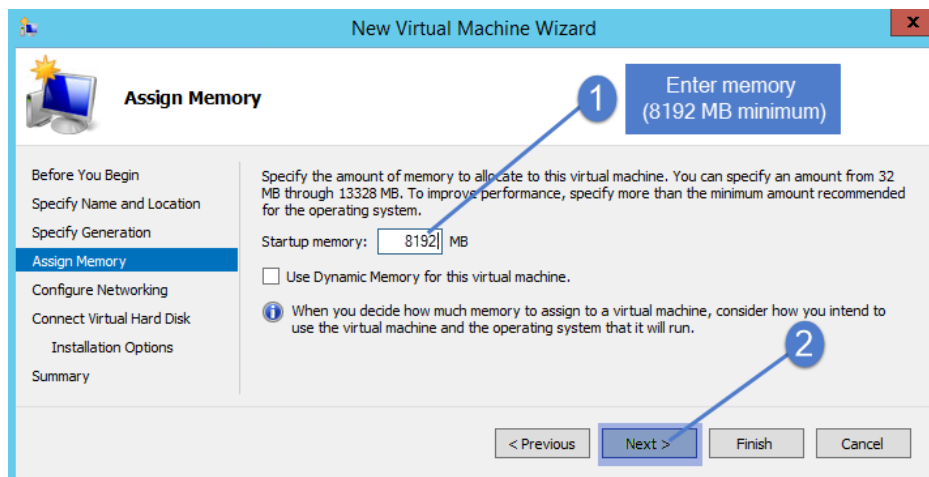 New Virtual Machine Wizard
x
Assign Memory
1
Enter memory
(8192 MB minimum)
Before You Begin
Specify Name and Location
Specify Generation
Assign Memory
Configure Networking
Connect Virtual Hard Disk
Installation Options
Summary
Specify the amount of memory to allocate to this virtual machine. You can specify an amount from 32
MB through 13328 MB. To improve performance, specify more than the minimum amount recommended
for the operating system.
Startup memory: 8192 MB
Use Dynamic Memory for this virtual machine.
When you decide how much memory to assign to a virtual machine, consider how you intend to
use the virtual machine and the operating system that it will run.
2
< Previous Next > Finish Cancel